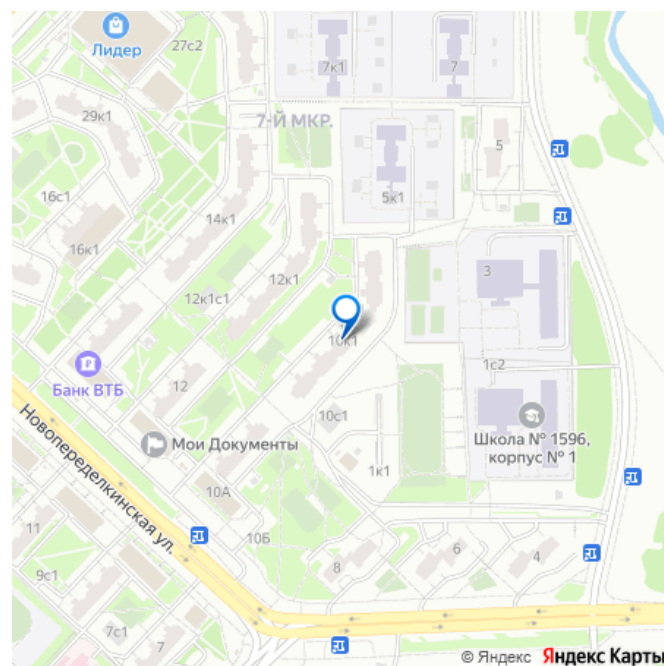 27с2
Лидер
7к1
7
29к1
7-Й МКР.
5
5к1
16с1
14к1
16к1
3
12к1
12к1с1
10к1
1с2
Банк ВТБ
12
10с1
Мои Документы
Школа № 1596,
корпус № 1
1к1
Новопеределкинская ул.
10А
11
10Б
6
4
8
9с1
7с1
7
© Яндекс Яндекс Карты